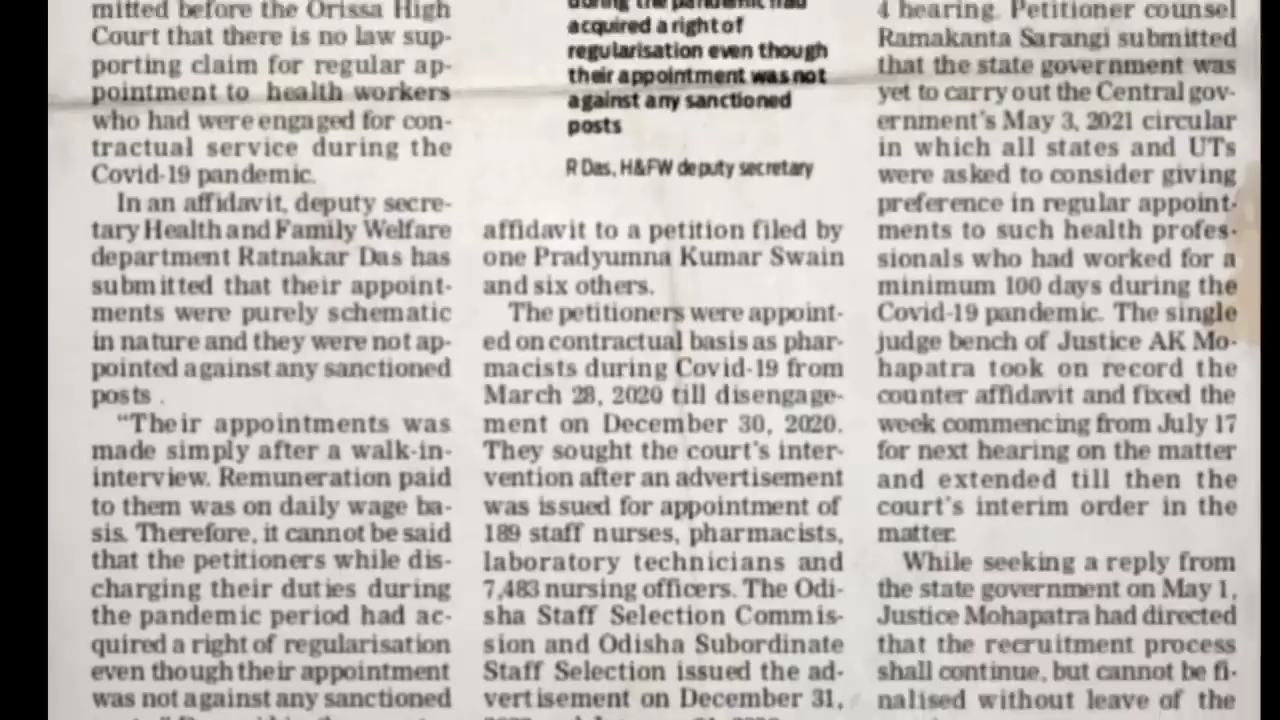 mitted before the Orissa High
Court that there is no law sup-
porting claim for regular ap-
pointment to health workers
who had were engaged for con-
tractual service during the
Covid-19 pandemic.
In an affidavit, deputy secre-
tary Health and Family Welfare
department Ratnakar Das has
submitted that their appoint-
ments were purely schematic
in nature and they were not ap-
pointed against any sanctioned
posts .
“Their appointments was
made simply after a walk-in-
interview. Remuneration paid
to them was on daily wage ba-
sis. Therefore, it cannot be said
that the petitioners while dis-
charging their duties during
the pandemic period had ac-
quired a right of regularisation
even though their appointment
was not against any sanctioned
during the pandemic had
acquired a right of
regularisation even though
their appointment was not
against any sanctioned
posts
R Das, H&FW deputy secretary
affidavit to a petition filed by
one Pradyumna Kumar Swain
and six others.
The petitioners were appoint-
ed on contractual basis as phar-
macists during Covid-19 from
March 28, 2020 till disengage-
ment on December 30, 2020.
They sought the court's inter-
vention after an advertisement
was issued for appointment of
189 staff nurses, pharmacists,
laboratory technicians and
7,483 nursing officers. The Odi-
sha Staff Selection Commis-
sion and Odisha Subordinate
Staff Selection issued the ad-
vertisement on December 31,
4 hearing. Petitioner counsel
Ramakanta Sarangi submitted
that the state government was
yet to carry out the Central gov-
ernment's May 3, 2021 circular
in which all states and UTs
were asked to consider giving
preference in regular appoint-
ments to such health profes-
sionals who had worked for a
minimum 100 days during the
Covid-19 pandemic. The single
judge bench of Justice AK Mo-
hapatra took on record the
counter affidavit and fixed the
week commencing from July 17
for next hearing on the matter
and extended till then the
court's interim order in the
matter.
While seeking a reply from
the state government on May 1,
Justice Mohapatra had directed
that the recruitment process
shall continue, but cannot be fi-
nalised without leave of the